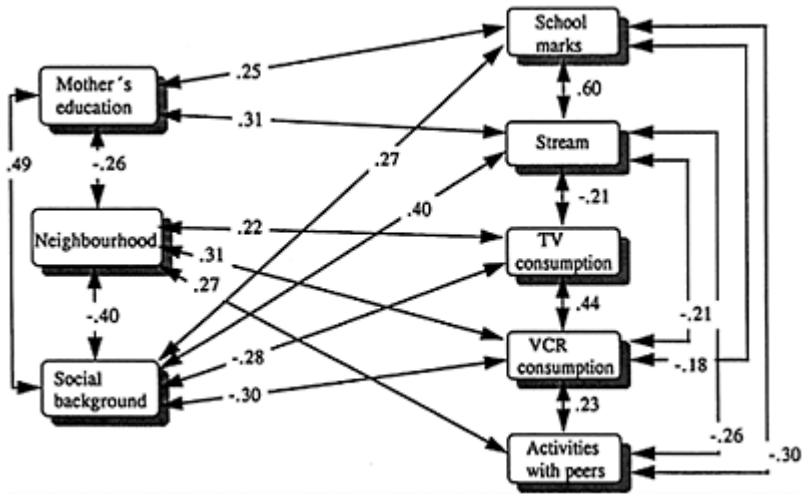 School
marks
.25
.60
Mother´s
education
.31
Stream
.49
-.26
.27
.40
-.21
Neighbourhood
.22
TV
consumption
.31
.27
.44
-.21
-.40
-.28
VCR
consumption
-.18
Social
background
-.30
.23
-.26
-.30
Activities
with peers